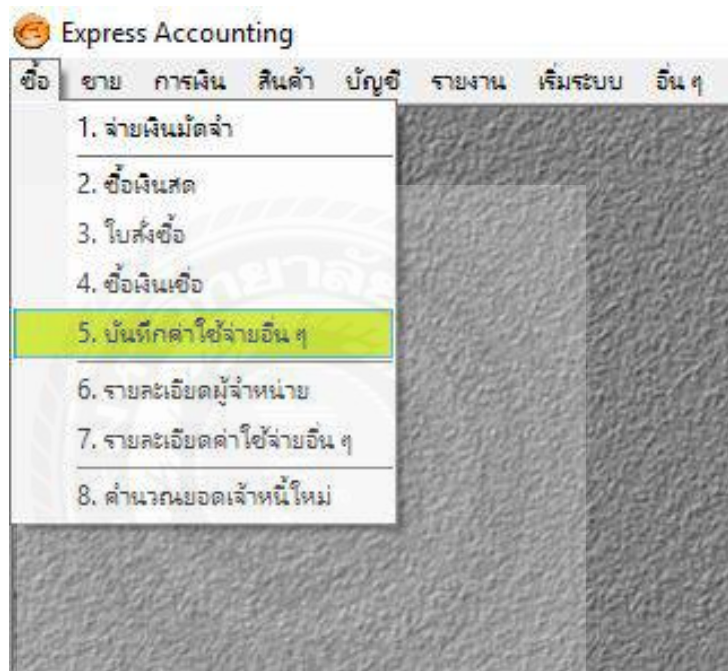 Express Accounting
ซื้อ ขาย การเงิน สินค้า บัญชี รายงาน เริ่มระบบ อื่น ๆ
1. จ่ายเงินมัดจำ
2. ซื้อเงินสด
3. ใบสั่งซื้อ
4. ซื้อเงินเชื่อ
5. บันทึกค่าใช้จ่ายอื่น ๆ
6. รายละเอียดผู้จำหน่าย
7. รายละเอียดค่าใช้จ่ายอื่น ๆ
8. คำนวณยอดเจ้าหนี้ใหม่